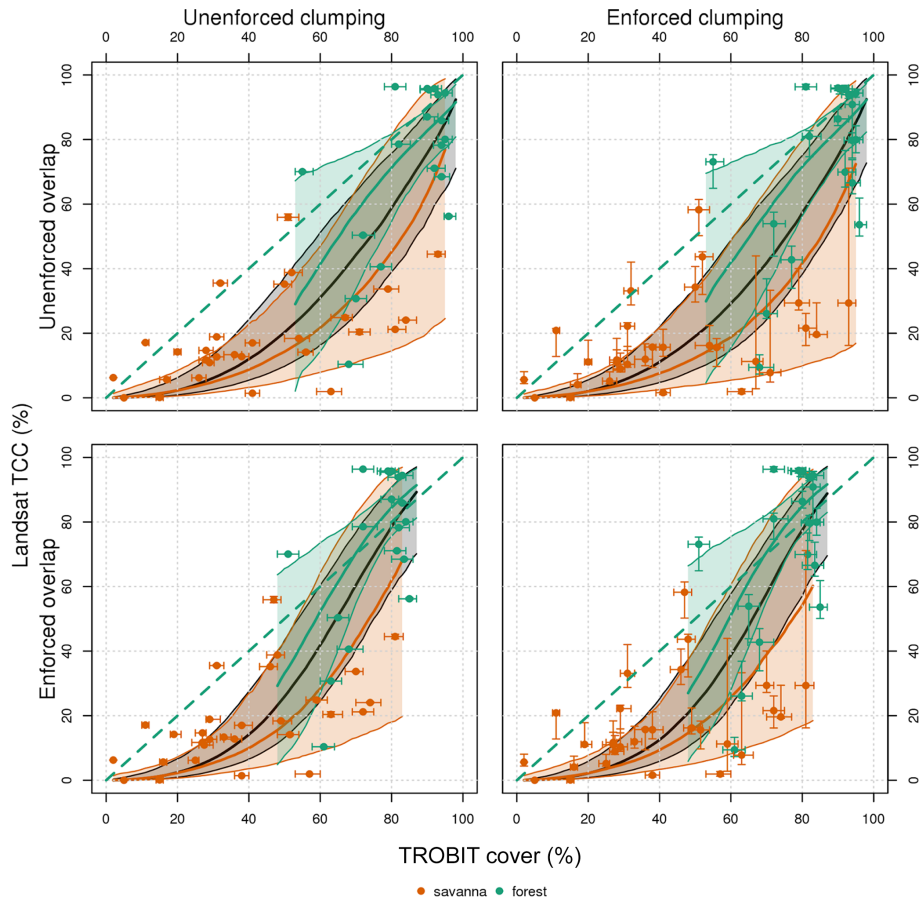 Unenforced clumping
Enforced clumping
0 20 40 60 80 100
0 20 40 60 80 100
100
80
60
40
20
0
Unenforced overlap
100
80
60
40
20
0
Landsat TCC (%)
100
80
60
40
20
0
Enforced overlap
100
80
60
40
20
0
0 20 40 60 80 100
0 20 40 60 80 100
TROBIT cover (%)
savanna forest